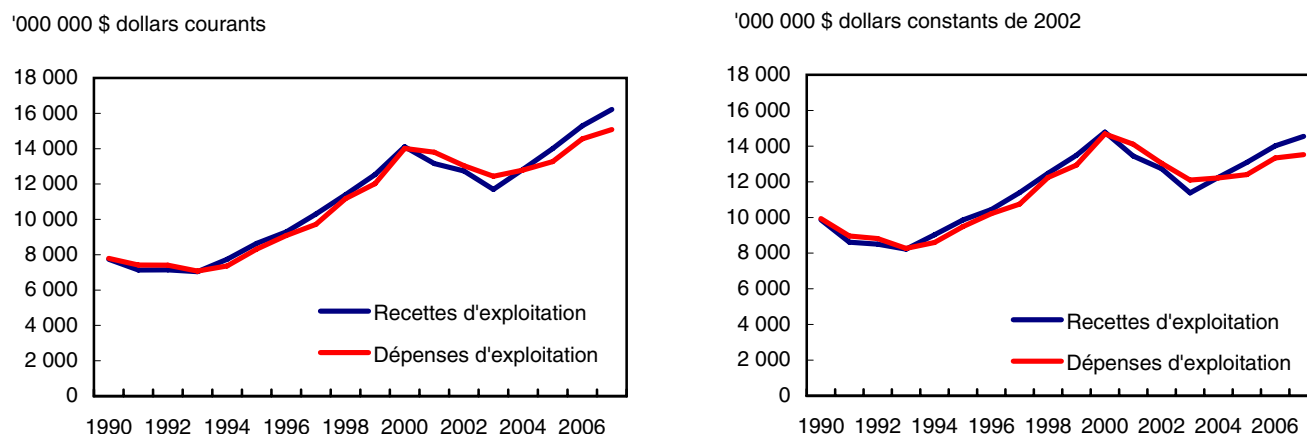 '000 000 $ dollars courants
18 000
16 000
14 000
12 000
10 000
8 000
6 000
4 000
2 000
0
Recettes d'exploitation
Dépenses d'exploitation
1990 1992 1994 1996 1998 2000 2002 2004 2006
'000 000 $ dollars constants de 2002
18 000
16 000
14 000
12 000
10 000
8 000
6 000
4 000
2 000
0
Recettes d'exploitation
Dépenses d'exploitation
1990 1992 1994 1996 1998 2000 2002 2004 2006